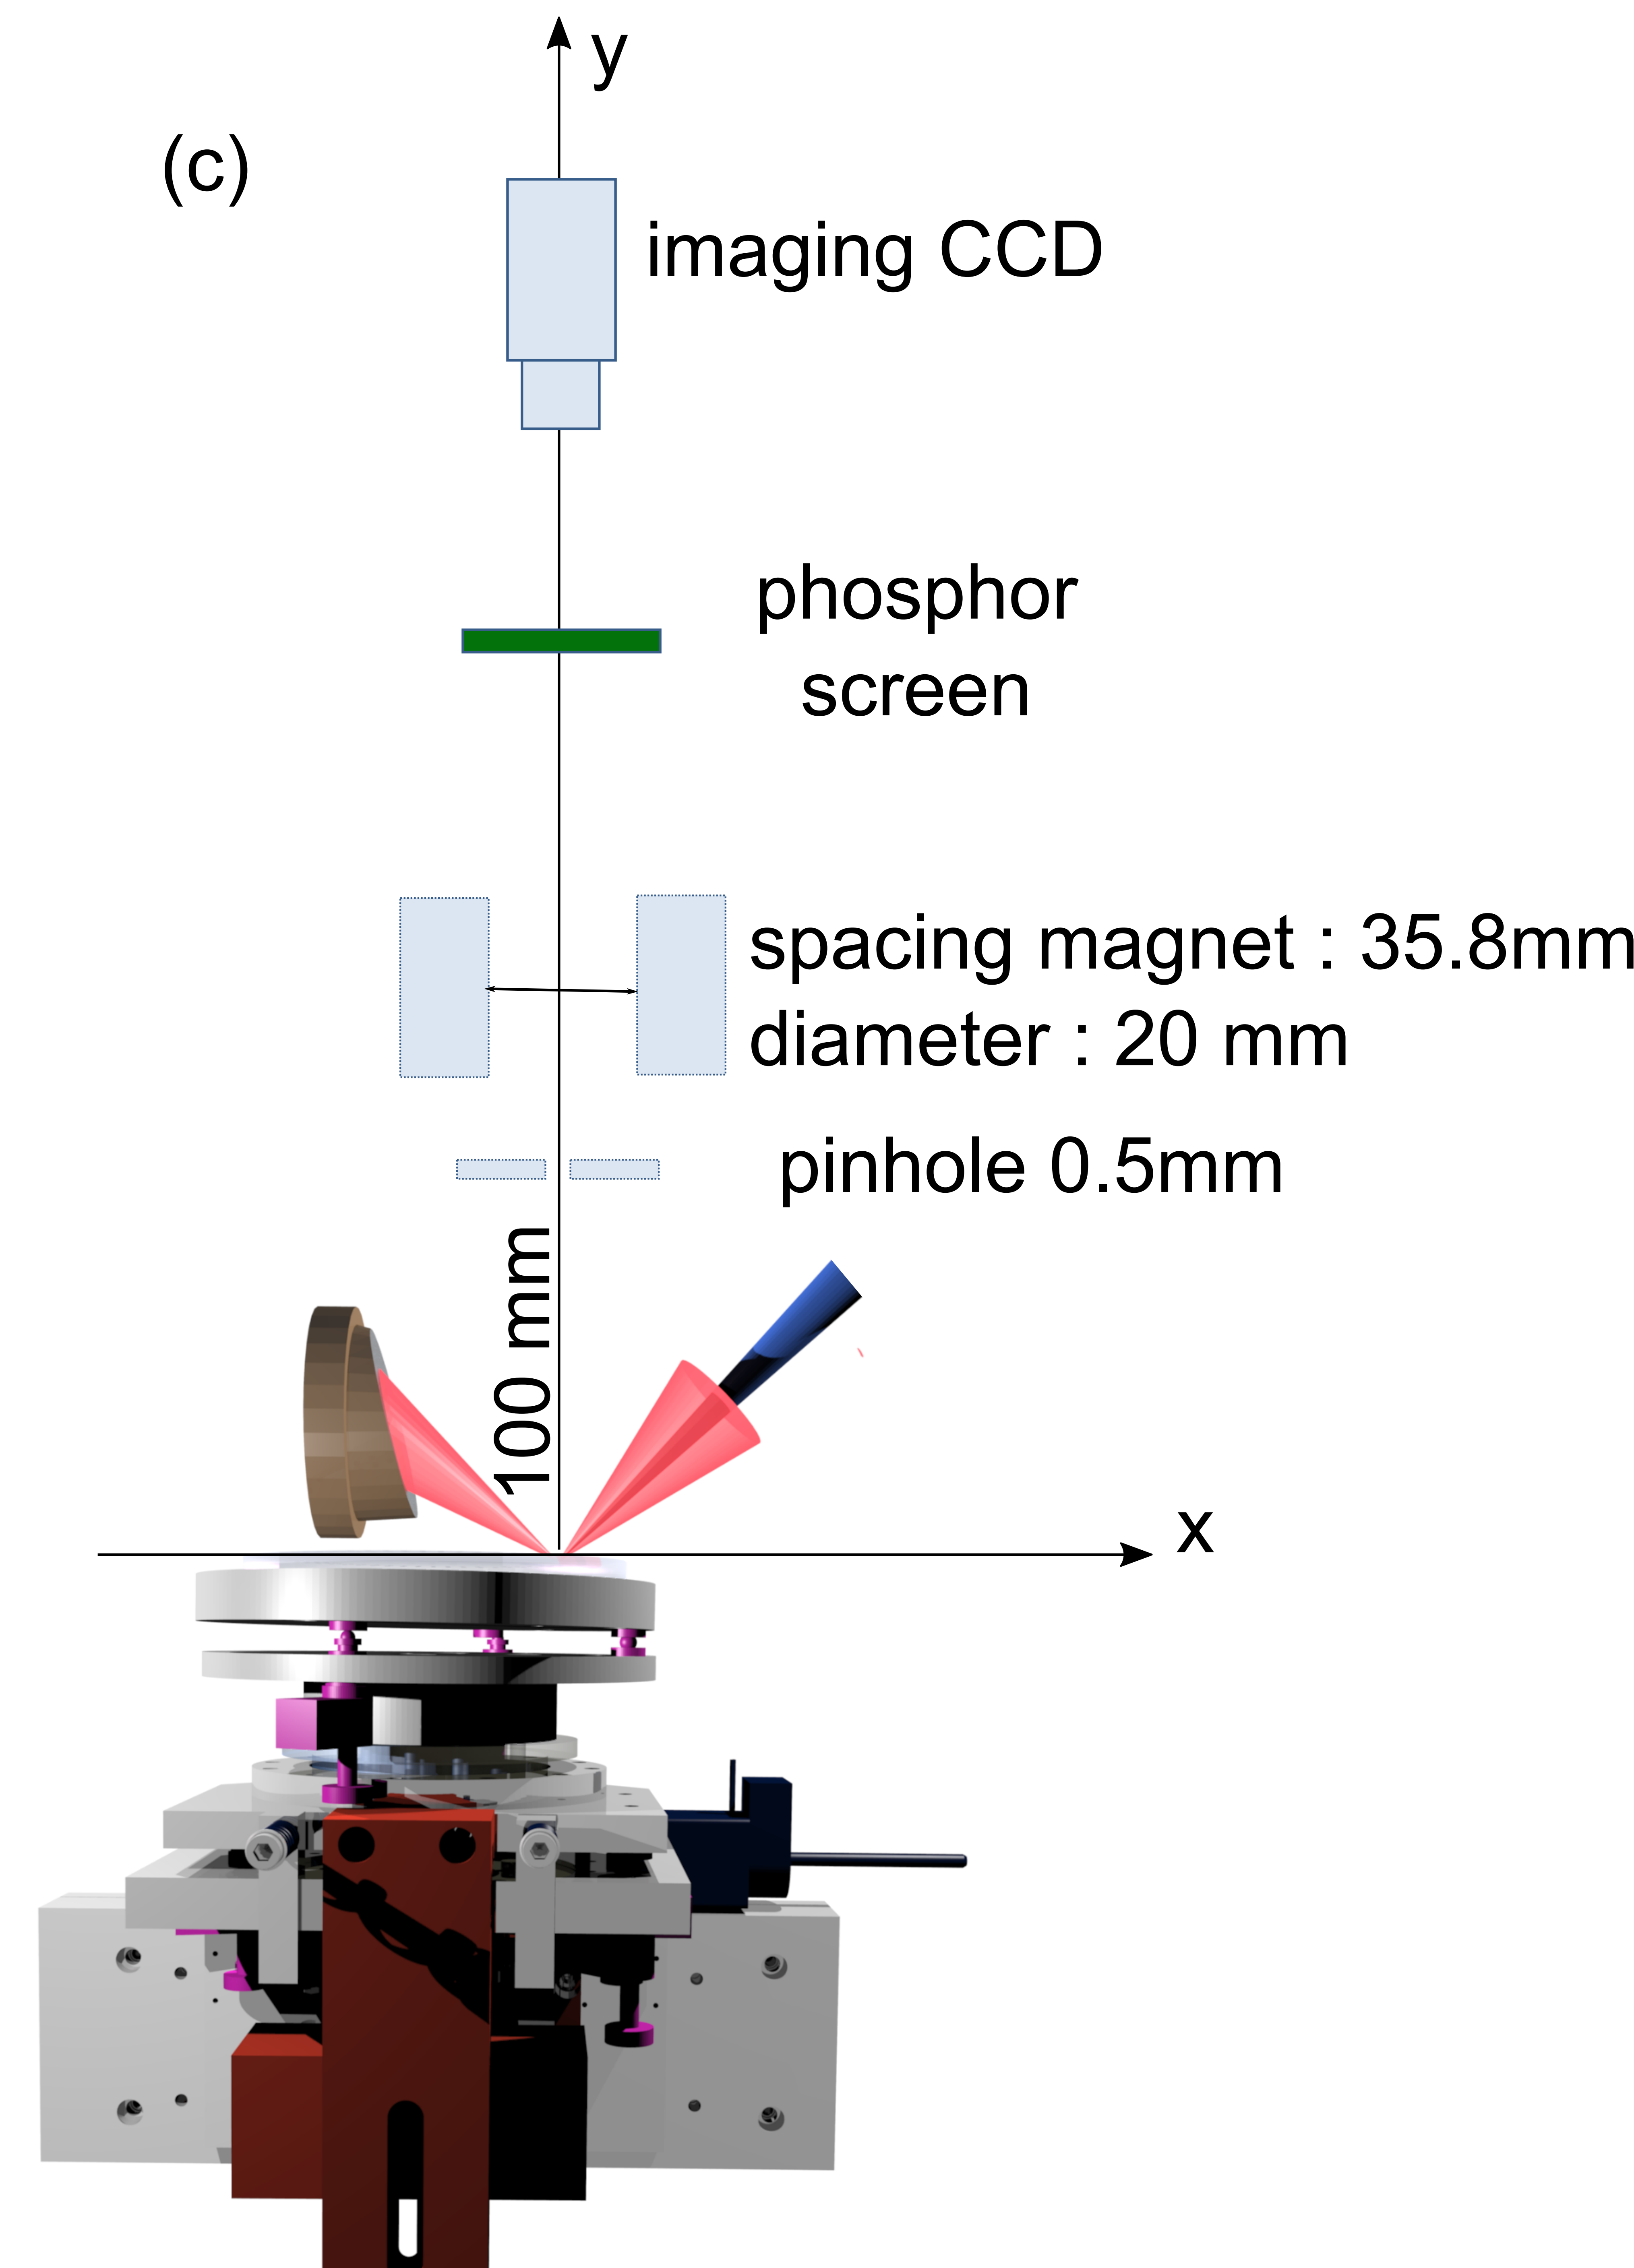 y
(c)
imaging CCD
phosphor
screen
spacing magnet : 35.8mm
diameter : 20 mm
pinhole 0.5mm
100 mm
x